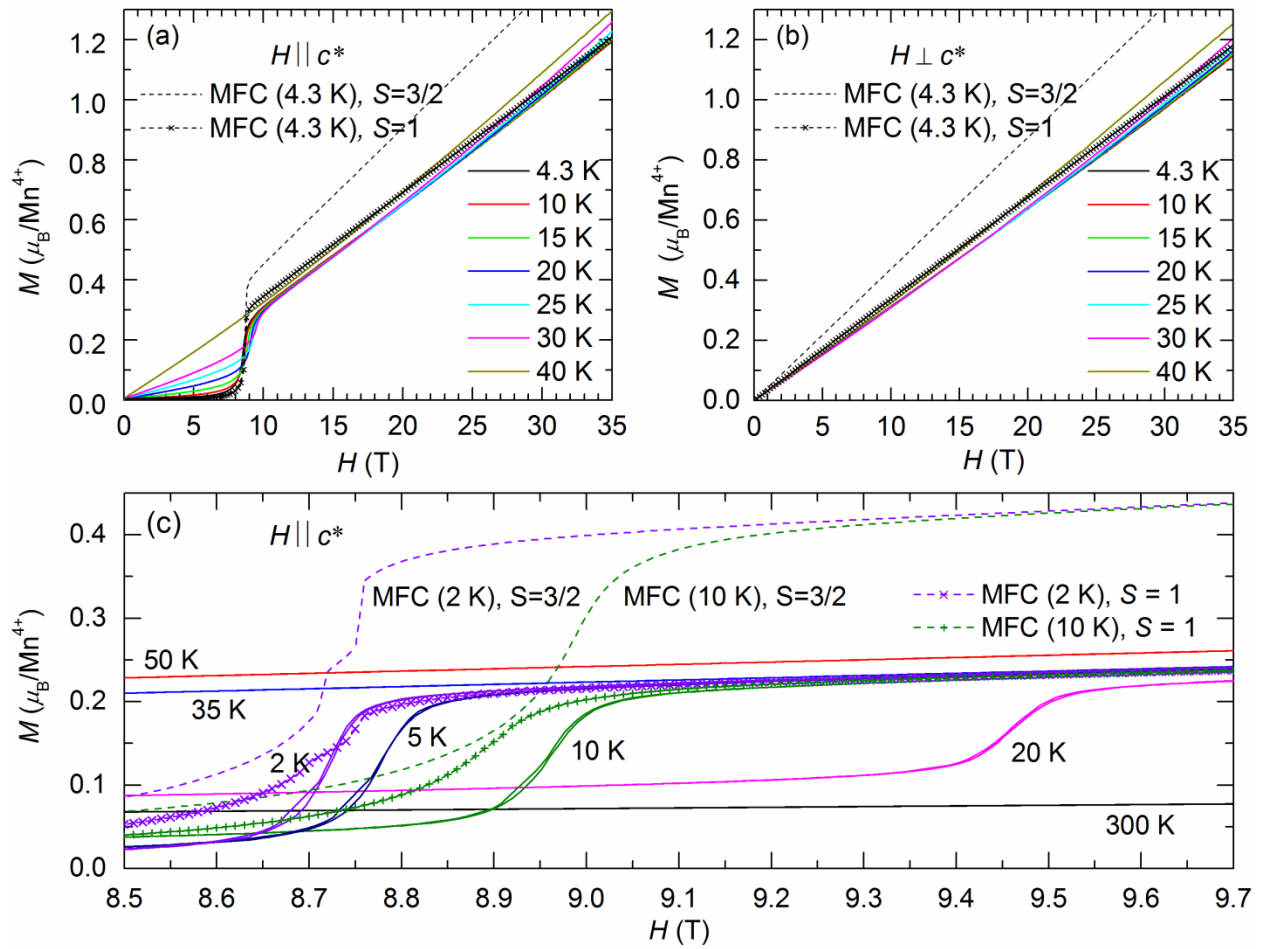 (a)
H || c*
MFC (4.3 K), S=3/2
MFC (4.3 K), S=1
4.3 K
10 K
15 K
20 K
25 K
30 K
40 K
0.0
0.2
0.4
0.6
0.8
1.0
1.2
M (μB/Mn4+)
0 5 10 15 20 25 30 35
H (T)
(b)
H ⊥ c*
MFC (4.3 K), S=3/2
MFC (4.3 K), S=1
4.3 K
10 K
15 K
20 K
25 K
30 K
40 K
0.0
0.2
0.4
0.6
0.8
1.0
1.2
M (μB/Mn4+)
0 5 10 15 20 25 30 35
H (T)
(c)
H || c*
MFC (2 K), S=3/2
MFC (10 K), S=3/2
MFC (2 K), S = 1
MFC (10 K), S = 1
50 K
35 K
2 K
5 K
10 K
20 K
300 K
0.0
0.1
0.2
0.3
0.4
M (μB/Mn4+)
8.5 8.6 8.7 8.8 8.9 9.0 9.1 9.2 9.3 9.4 9.5 9.6 9.7
H (T)